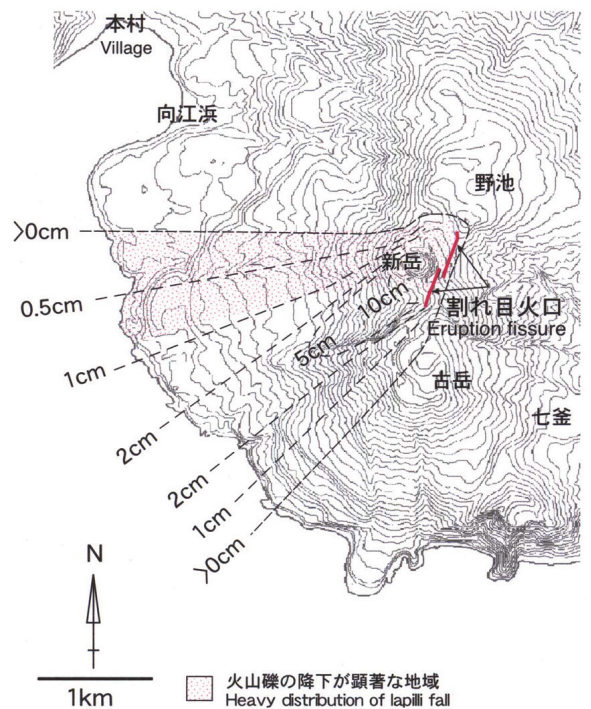 本村
Village
向江浜
野池
>0cm
新岳
10cm
0.5cm
割れ目火口
Eruption fissure
5cm
1cm
古岳
七釜
2cm
2cm
1cm
>0cm
N
1km
火山礫の降下が顕著な地域
Heavy distribution of lapilli fall